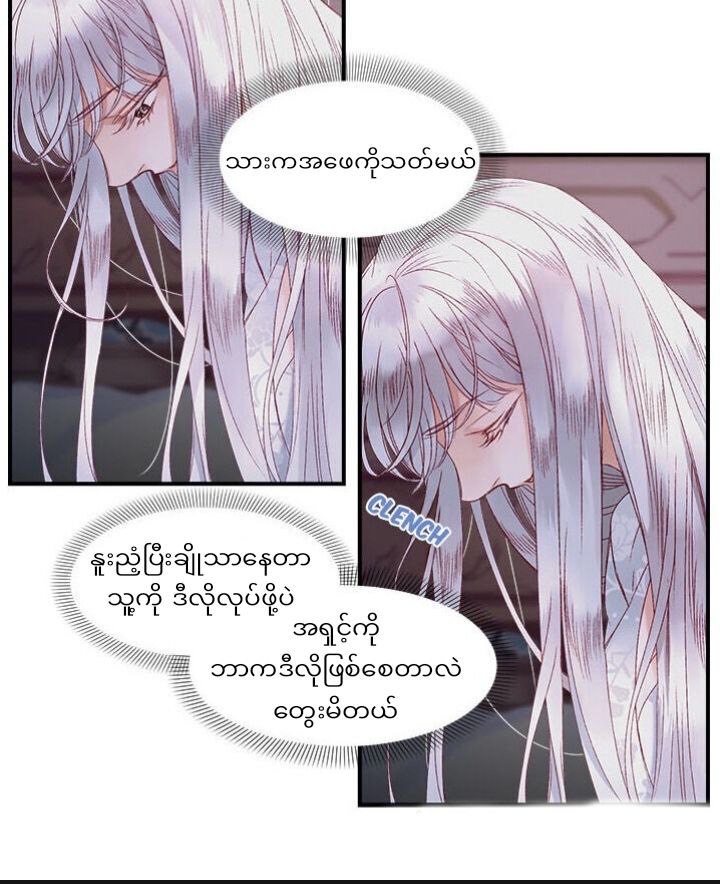 သားကအဖေကိုသတ်မယ်
CLENCH
နူးညံ့ပြီးချိုသာနေတာ
သူ့ကို ဒီလိုလုပ်ဖို့ပဲ
အရှင့်ကို
ဘာကဒီလိုဖြစ်စေတာလဲ
တွေးမိတယ်